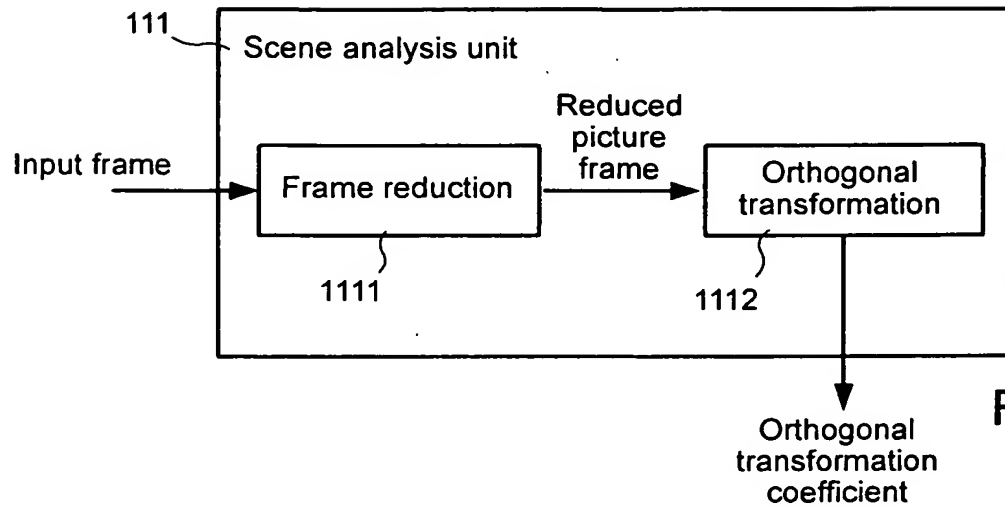 111
Scene analysis unit
Input frame
Frame reduction
1111
Reduced
picture
frame
Orthogonal
transformation
1112
Orthogonal
transformation
coefficient